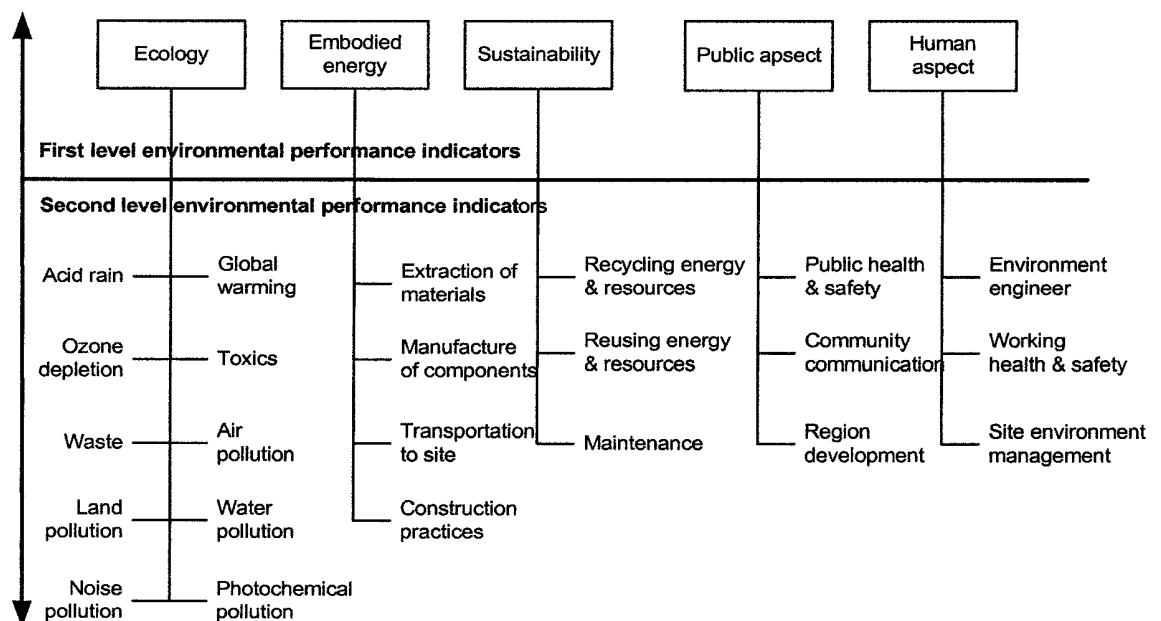 Ecology
Embodied
energy
Sustainability
Public apsect
Human
aspect
First level environmental performance indicators
Second level environmental performance indicators
Acid rain
Global
warming
Ozone
depletion
Toxics
Waste
Air
pollution
Land
pollution
Water
pollution
Noise
pollution
Photochemical
pollution
Extraction of
materials
Manufacture
of components
Transportation
to site
Construction
practices
Recycling energy
& resources
Reusing energy
& resources
Maintenance
Public health
& safety
Community
communication
Region
development
Environment
engineer
Working
health & safety
Site environment
management